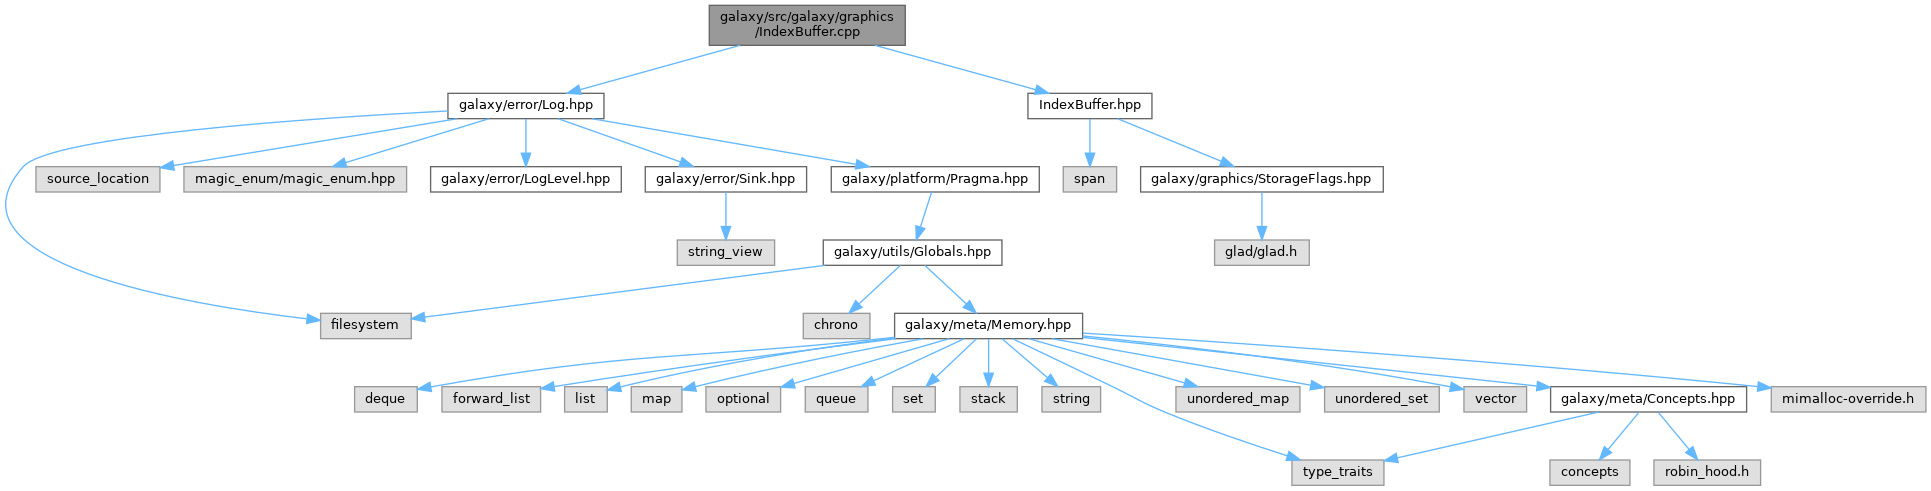 galaxy/src/galaxy/graphics
/IndexBuffer.cpp
galaxy/error/Log.hpp
IndexBuffer.hpp
source_location
magic_enum/magic_enum.hpp
galaxy/error/LogLevel.hpp
galaxy/error/Sink.hpp
galaxy/platform/Pragma.hpp
span
galaxy/graphics/StorageFlags.hpp
string_view
galaxy/utils/Globals.hpp
glad/glad.h
filesystem
chrono
galaxy/meta/Memory.hpp
deque
forward_list
list
map
optional
queue
set
stack
string
unordered_map
unordered_set
vector
galaxy/meta/Concepts.hpp
mimalloc-override.h
type_traits
concepts
robin_hood.h